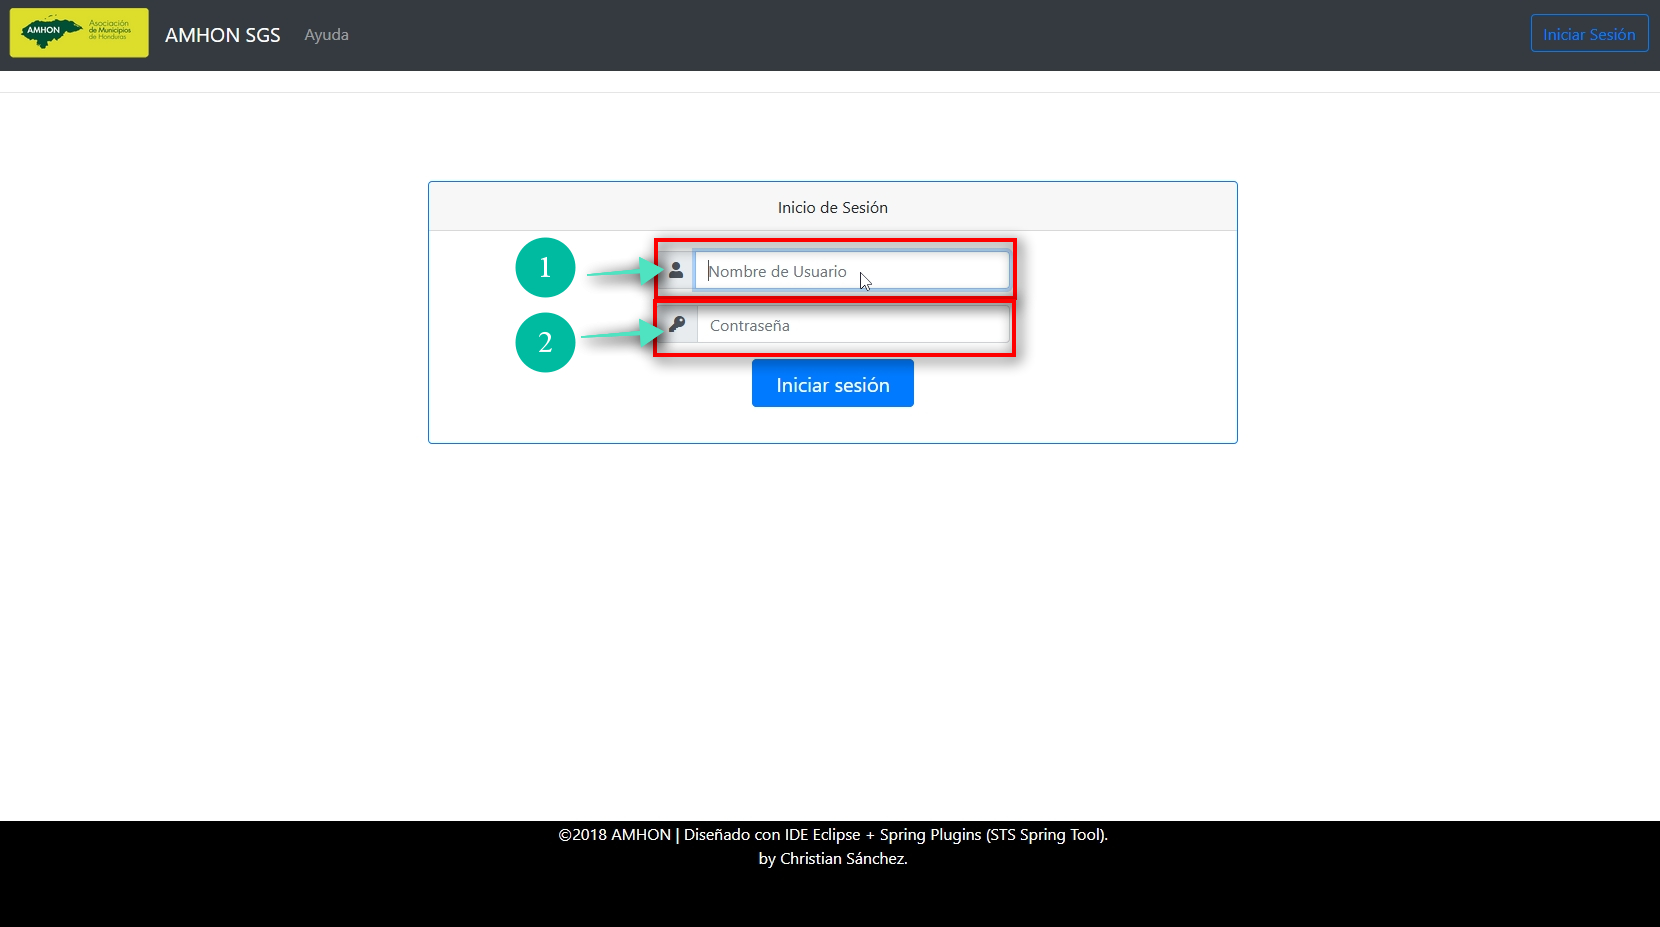 AMHON
Asociación
de Municipios
de Honduras
AMHON SGS
Ayuda
Iniciar Sesión
Inicio de Sesión
1
Nombre de Usuario
2
Contraseña
Iniciar sesión
©2018 AMHON | Diseñado con IDE Eclipse + Spring Plugins (STS Spring Tool).
by Christian Sánchez.